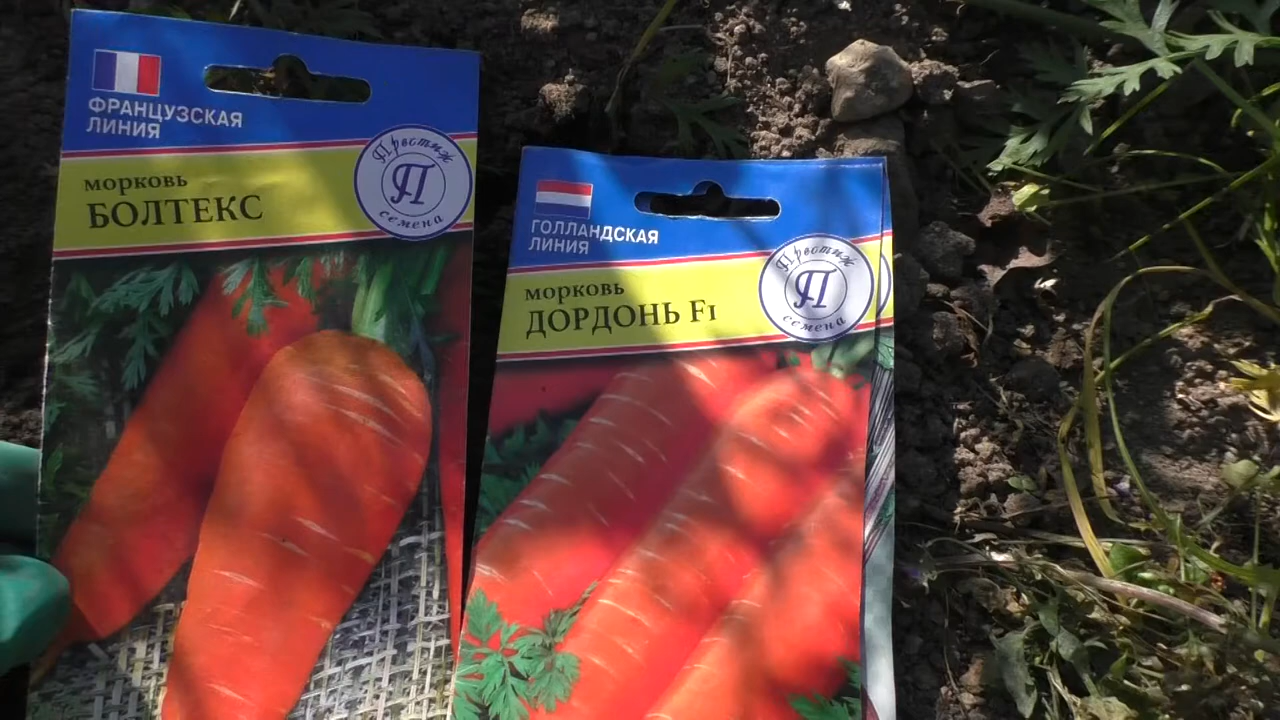 ФРАНЦУЗСКАЯ
ЛИНИЯ
морковь
БОЛТЕКС
Престиж
П
семена
ГОЛЛАНДСКАЯ
ЛИНИЯ
морковь
ДОРДОНЬ F1
Престиж
П
семена